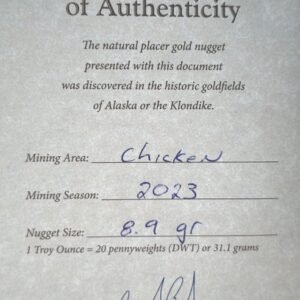 of Authenticity
The natural placer gold nugget
presented with this document
was discovered in the historic goldfields
of Alaska or the Klondike.
Mining Area: Chicken
Mining Season: 2023
Nugget Size: 8.9 gr
1 Troy Ounce = 20 pennyweights (DWT) or 31.1 grams